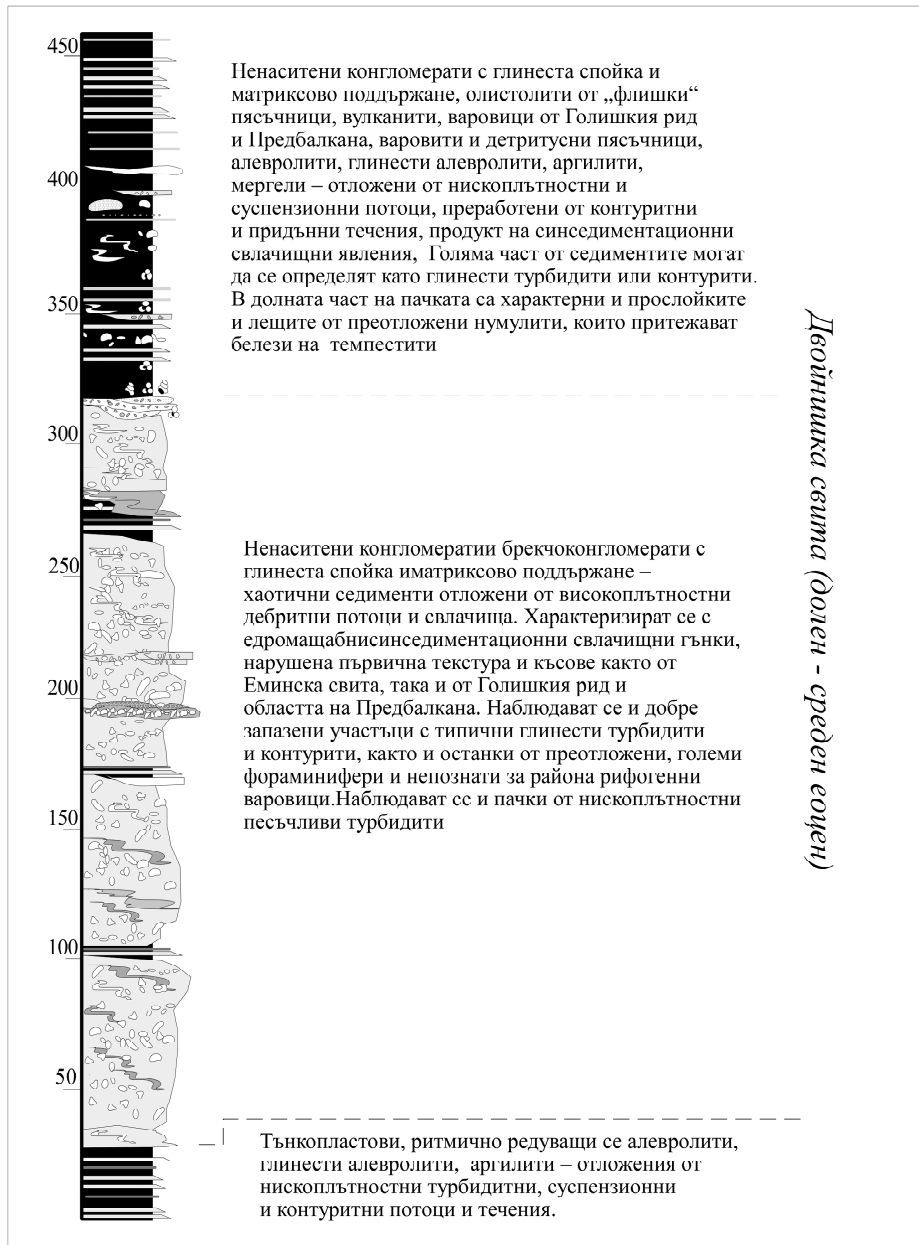 450
400
350
300
250
200
150
100
50
Ненаситени конгломерати с глинеста спойка и
матриксово поддържане, олистолити от „флишки“
пясъчници, вулканити, варовици от Голишкия рид
и Предбалкана, варовити и детритусни пясъчници,
алевролити, глинести алевролити, аргилити,
мергели – отложени от нископлътностни и
суспензионни потоци, преработени от контуритни
и придънни течения, продукт на синседиментационни
свлачищни явления, Голяма част от седиментите могат
да се определят като глинести турбидити или контурити.
В долната част на пачката са характерни и прослойките
и лещите от преотложени нумулити, които притежават
белези на темпестити
Ненаситени конгломератии брекчоконгломерати с
глинеста спойка иматриксово поддържане –
хаотични седименти отложени от високоплътностни
дебритни потоци и свлачища. Характеризират се с
едромащабнисинседиментационни свлачищни гънки,
нарушена първична текстура и късове както от
Еминска свита, така и от Голишкия рид и
областта на Предбалкана. Наблюдават се и добре
запазени участъци с типични глинести турбидити
и контурити, както и останки от преотложени, големи
фораминифери и непознати за района рифогенни
варовици.Наблюдават се и пачки от нископлътностни
песъчливи турбидити
Тънкопластови, ритмично редуващи се алевролити,
глинести алевролити, аргилити – отложения от
нископлътностни турбидитни, суспензионни
и контуритни потоци и течения.
Двойнишка свита (долен - среден еоцен)